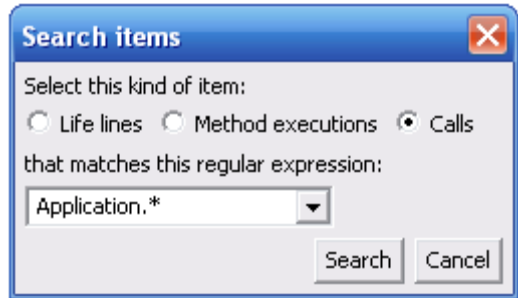 Search items
Select this kind of item:
Life lines Method executions Calls
that matches this regular expression:
Application.*
Search Cancel